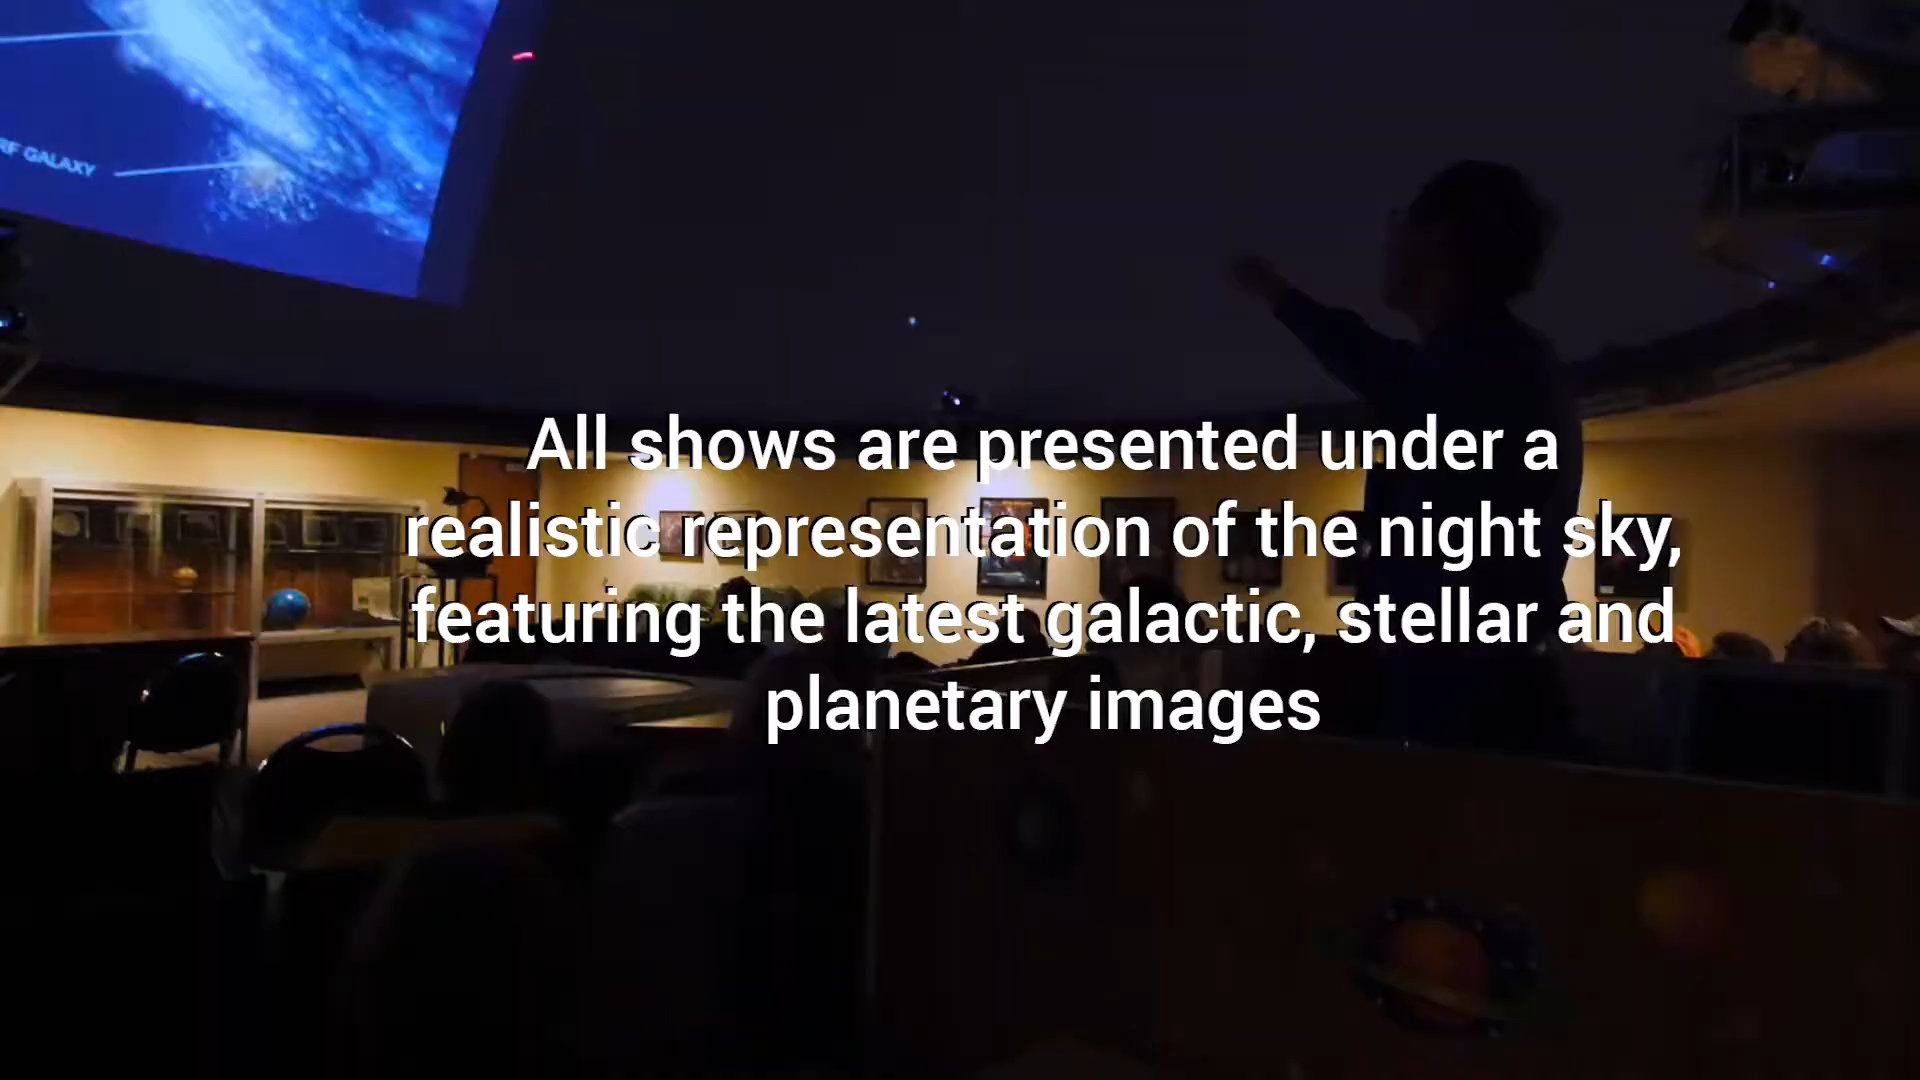 GALAXY
All shows are presented under a
realistic representation of the night sky,
featuring the latest galactic, stellar and
planetary images